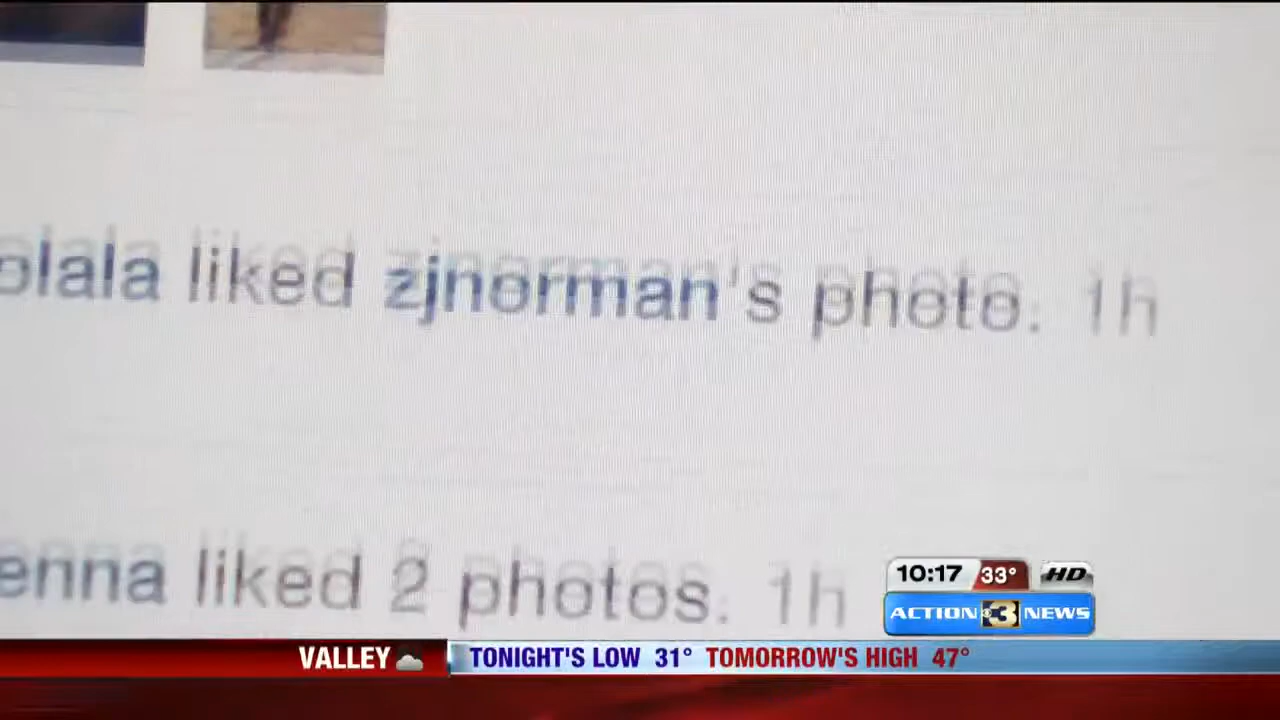 olala liked zjnorman's photo. 1h
enna liked 2 photos. 1h
10:17 33° HD
ACTION 3 NEWS
VALLEY TONIGHT'S LOW 31° TOMORROW'S HIGH 47°